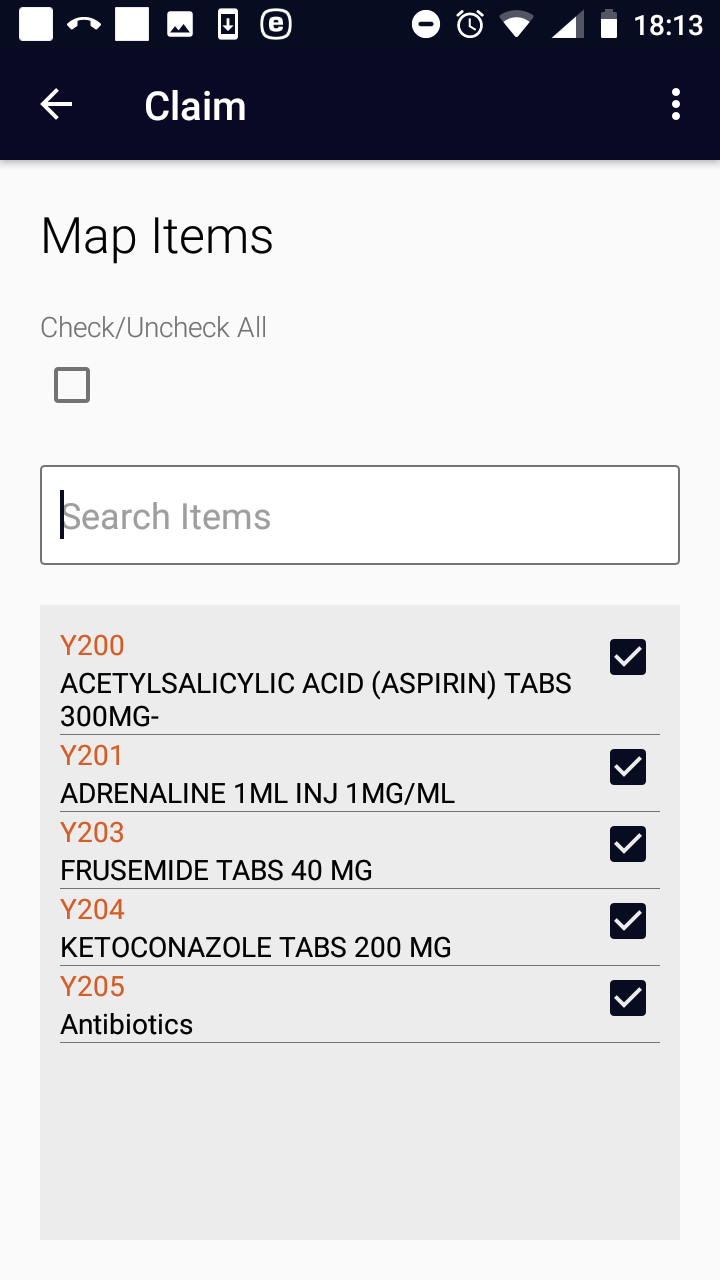 18:13
Claim
Map Items
Check/Uncheck All
Search Items
Y200
ACETYLSALICYLIC ACID (ASPIRIN) TABS
300MG-
Y201
ADRENALINE 1ML INJ 1MG/ML
Y203
FRUSEMIDE TABS 40 MG
Y204
KETOCONAZOLE TABS 200 MG
Y205
Antibiotics